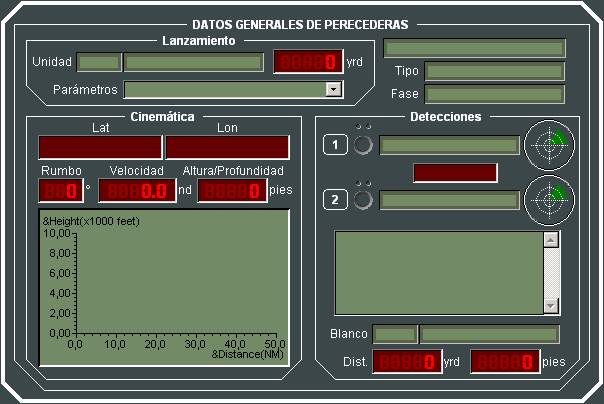 DATOS GENERALES DE PERECEDERAS
Lanzamiento
Unidad 0 yrd
Parámetros
Tipo
Fase
Cinemática
Lat Lon
Rumbo Velocidad Altura/Profundidad
0 ° 0.0 nd 0 pies
&Height(x1000 feet)
10,00
8,00
6,00
4,00
2,00
0,00
0,0 10,0 20,0 30,0 40,0 50,0
&Distance(NM)
Detecciones
1
2
Blanco
Dist. 0 yrd 0 pies